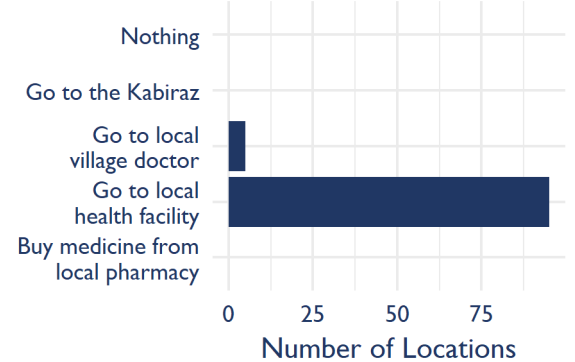 Nothing
Go to the Kabiraz
Go to local
village doctor
Go to local
health facility
Buy medicine from
local pharmacy
0 25 50 75
Number of Locations